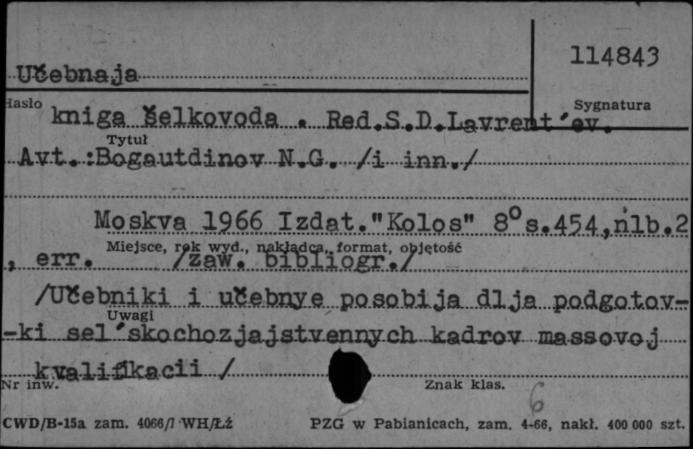 114843
Učebnaja
Hasło
Sygnatura
kniga šelkovoda . Red.S.D.Lavrent´ev.
Tytuł
Avt.:Bogautdinov N.G. /i inn./
Moskva 1966 Izdat."Kolos" 8° s.454,nlb.2
Miejsce, rok wyd., nakładca, format, objętość
, err. /zaw. bibliogr./
/Učebniki i učebnye posobija dlja podgotov-
Uwagi
-ki sel´skochozjajstvennych kadrov massovoj
kvalifikacii /
Nr inw.
Znak klas.
6
CWD/B-15a zam. 4066/I WH/Łź
PZG w Pabianicach, zam. 4-66, nakł. 400 000 szt.